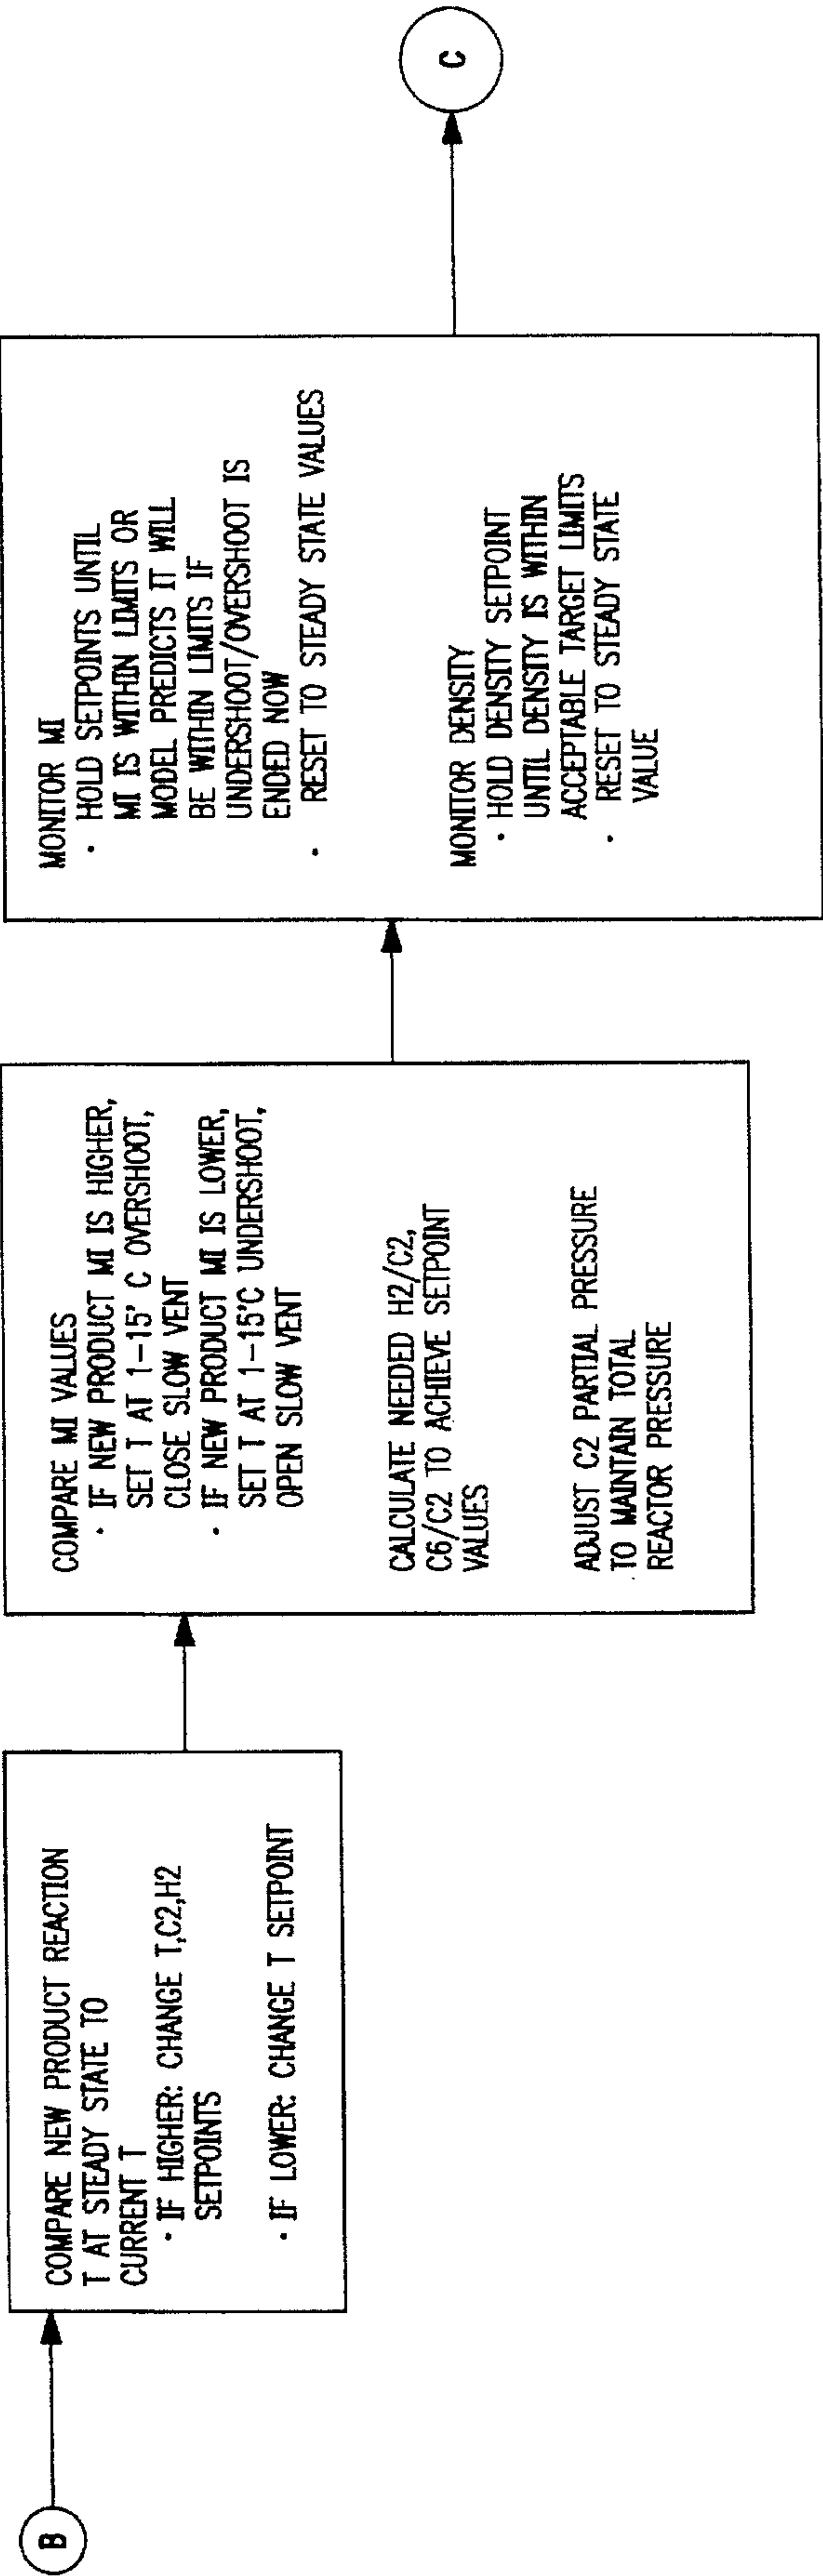 B
COMPARE NEW PRODUCT REACTION
T AT STEADY STATE TO
CURRENT T
· IF HIGHER: CHANGE T,C2,H2
SETPOINTS
· IF LOWER: CHANGE T SETPOINT
COMPARE MI VALUES
· IF NEW PRODUCT MI IS HIGHER,
SET T AT 1-15' C OVERSHOOT,
CLOSE SLOW VENT
· IF NEW PRODUCT MI IS LOWER,
SET T AT 1-15'C UNDERSHOOT,
OPEN SLOW VENT
CALCULATE NEEDED H2/C2,
C6/C2 TO ACHIEVE SETPOINT
VALUES
ADJUST C2 PARTIAL PRESSURE
TO MAINTAIN TOTAL
REACTOR PRESSURE
MONITOR MI
· HOLD SETPOINTS UNTIL
MI IS WITHIN LIMITS OR
MODEL PREDICTS IT WILL
BE WITHIN LIMITS IF
UNDERSHOOT/OVERSHOOT IS
ENDED NOW
· RESET TO STEADY STATE VALUES
MONITOR DENSITY
· HOLD DENSITY SETPOINT
UNTIL DENSITY IS WITHIN
ACCEPTABLE TARGET LIMITS
· RESET TO STEADY STATE
VALUE
C